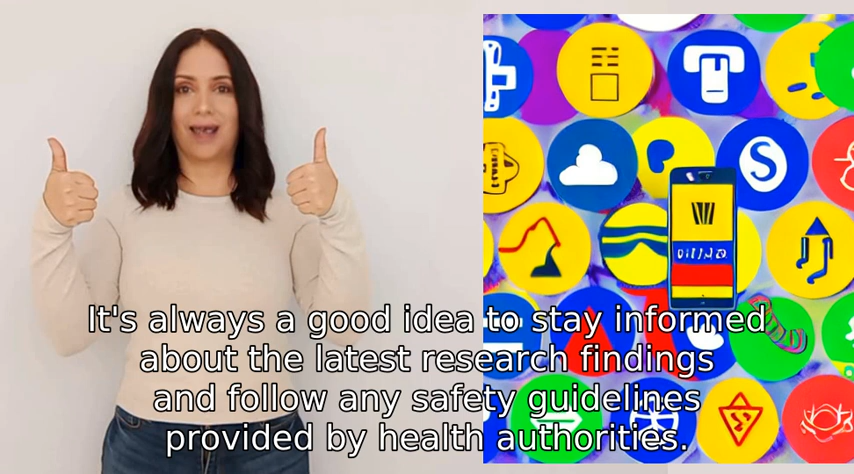 It's always a good idea to stay informed
about the latest research findings
and follow any safety guidelines
provided by health authorities.